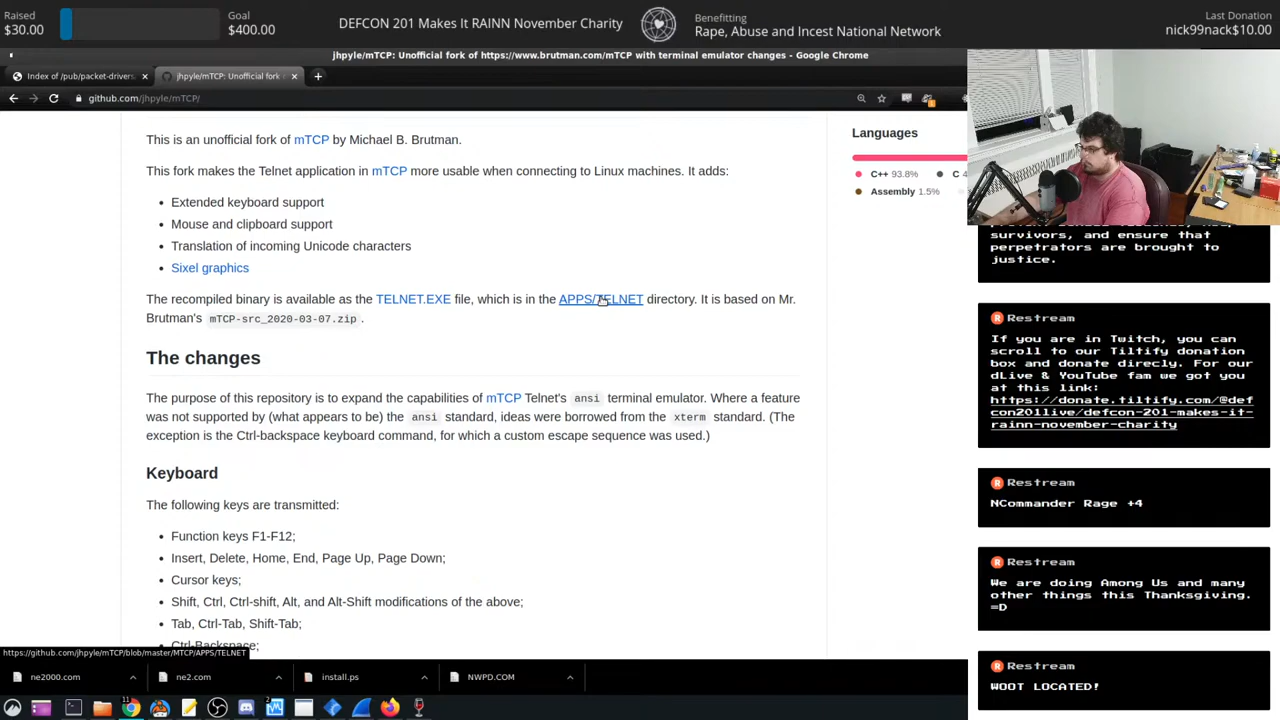 Raised
$30.00
Goal
$400.00
DEFCON 201 Makes It RAINN November Charity
Benefitting
Rape, Abuse and Incest National Network
Last Donation
nick99nack$10.00
jhpyle/mTCP: Unofficial fork of https://www.brutman.com/mTCP with terminal emulator changes - Google Chrome
Index of /pub/packet-drivers
jhpyle/mTCP: Unofficial fork
github.com/jhpyle/mTCP/
This is an unofficial fork of mTCP by Michael B. Brutman.
This fork makes the Telnet application in mTCP more usable when connecting to Linux machines. It adds:
• Extended keyboard support
• Mouse and clipboard support
• Translation of incoming Unicode characters
• Sixel graphics
The recompiled binary is available as the TELNET.EXE file, which is in the APPS/TELNET directory. It is based on Mr.
Brutman's mTCP-src_2020-03-07.zip.
The changes
The purpose of this repository is to expand the capabilities of mTCP Telnet's ansi terminal emulator. Where a feature
was not supported by (what appears to be) the ansi standard, ideas were borrowed from the xterm standard. (The
exception is the Ctrl-backspace keyboard command, for which a custom escape sequence was used.)
Keyboard
The following keys are transmitted:
• Function keys F1-F12;
• Insert, Delete, Home, End, Page Up, Page Down;
• Cursor keys;
• Shift, Ctrl, Ctrl-shift, Alt, and Alt-Shift modifications of the above;
• Tab, Ctrl-Tab, Shift-Tab;
• Ctrl-Backspace;
https://github.com/jhpyle/mTCP/blob/master/MTCP/APPS/TELNET
Languages
C++ 93.8%
C 4
Assembly 1.5%
survivors, and ensure that
perpetrators are brought to
justice.
Restream
If you are in Twitch, you can
scroll to our Tiltify donation
box and donate direcly. For our
dLive & YouTube fam we got you
at this link:
https://donate.tiltify.com/@def
con201live/defcon-201-makes-it-
rainn-november-charity
Restream
NCommander Rage +4
Restream
We are doing Among Us and many
other things this Thanksgiving.
=D
Restream
WOOT LOCATED!
ne2000.com
ne2.com
install.ps
NWPD.COM
11
2